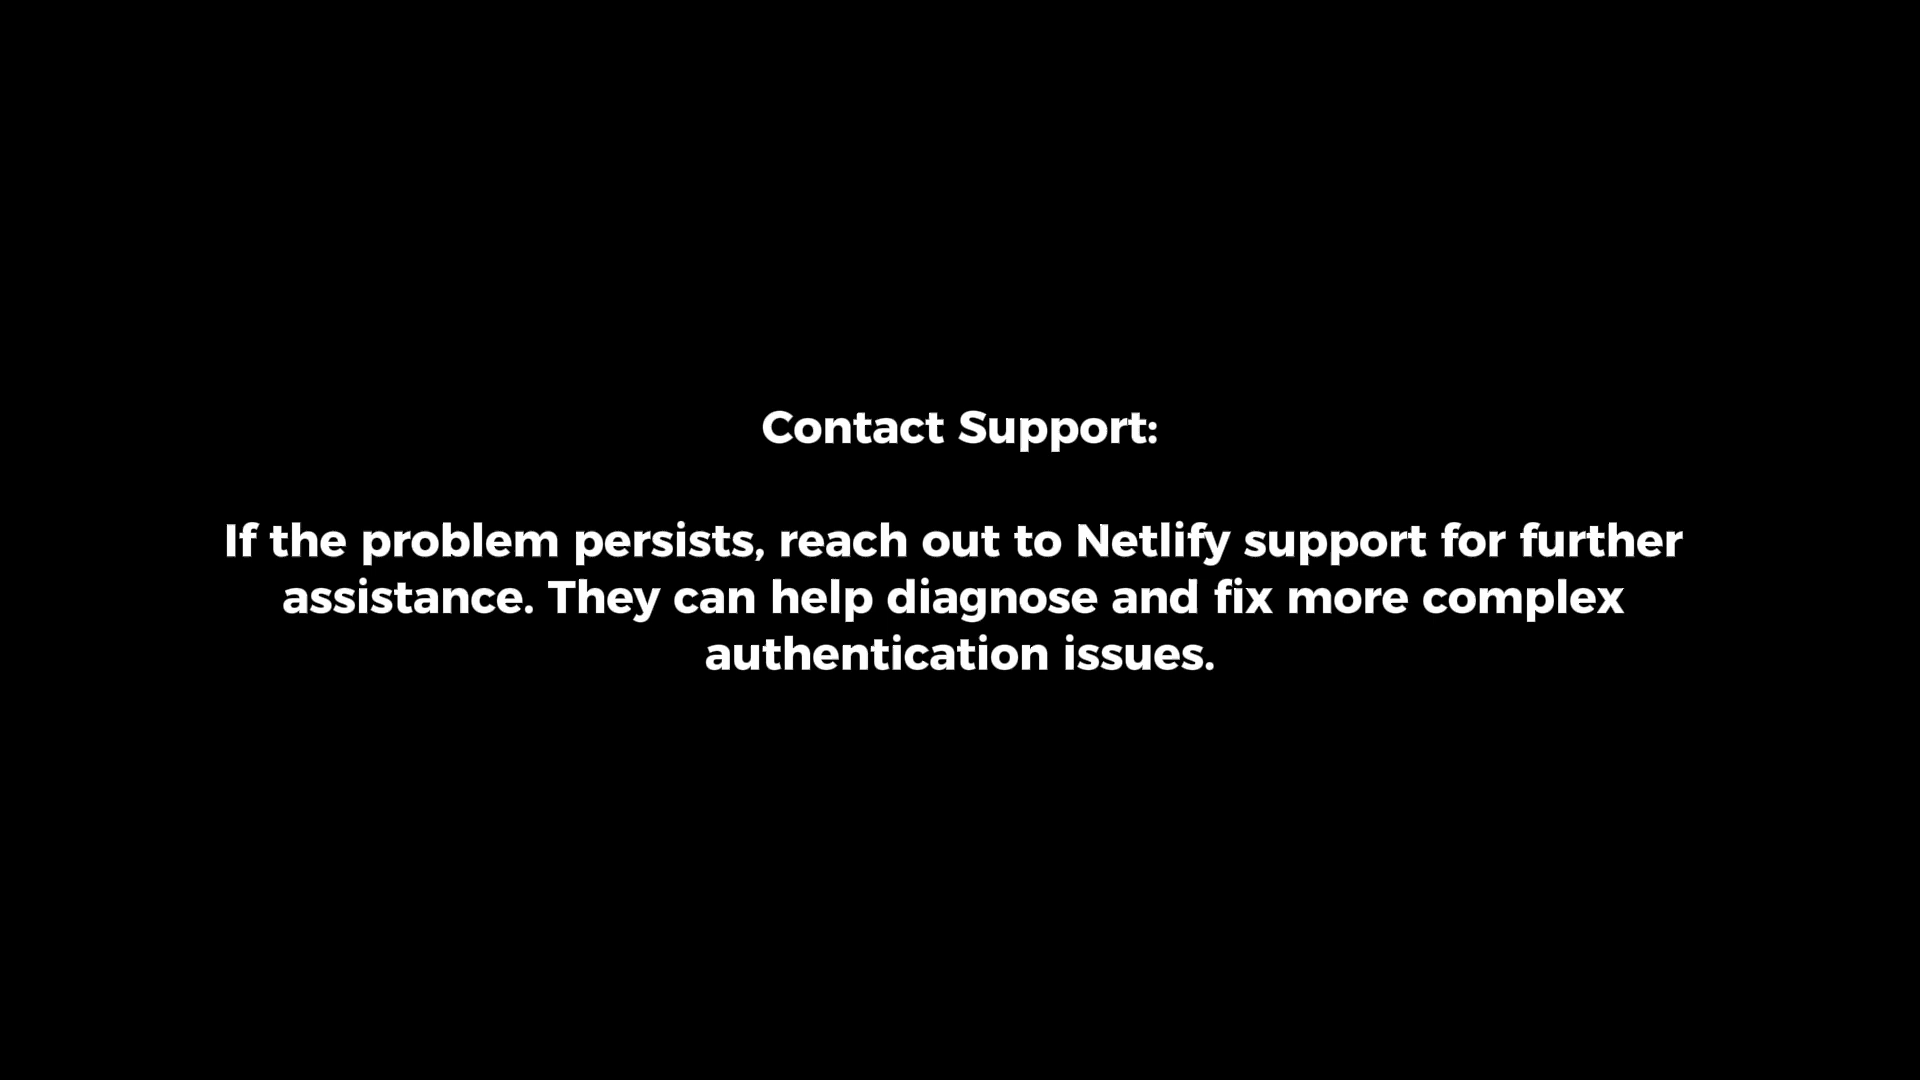 Contact Support:
If the problem persists, reach out to Netlify support for further
assistance. They can help diagnose and fix more complex
authentication issues.